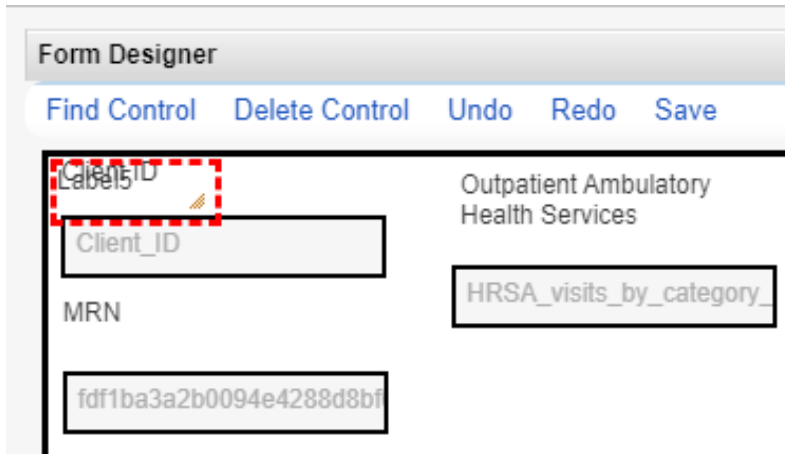 Form Designer
Find Control Delete Control Undo Redo Save
Client ID
Label5
Outpatient Ambulatory
Health Services
Client_ID
HRSA_visits_by_category_
MRN
fdf1ba3a2b0094e4288d8bf